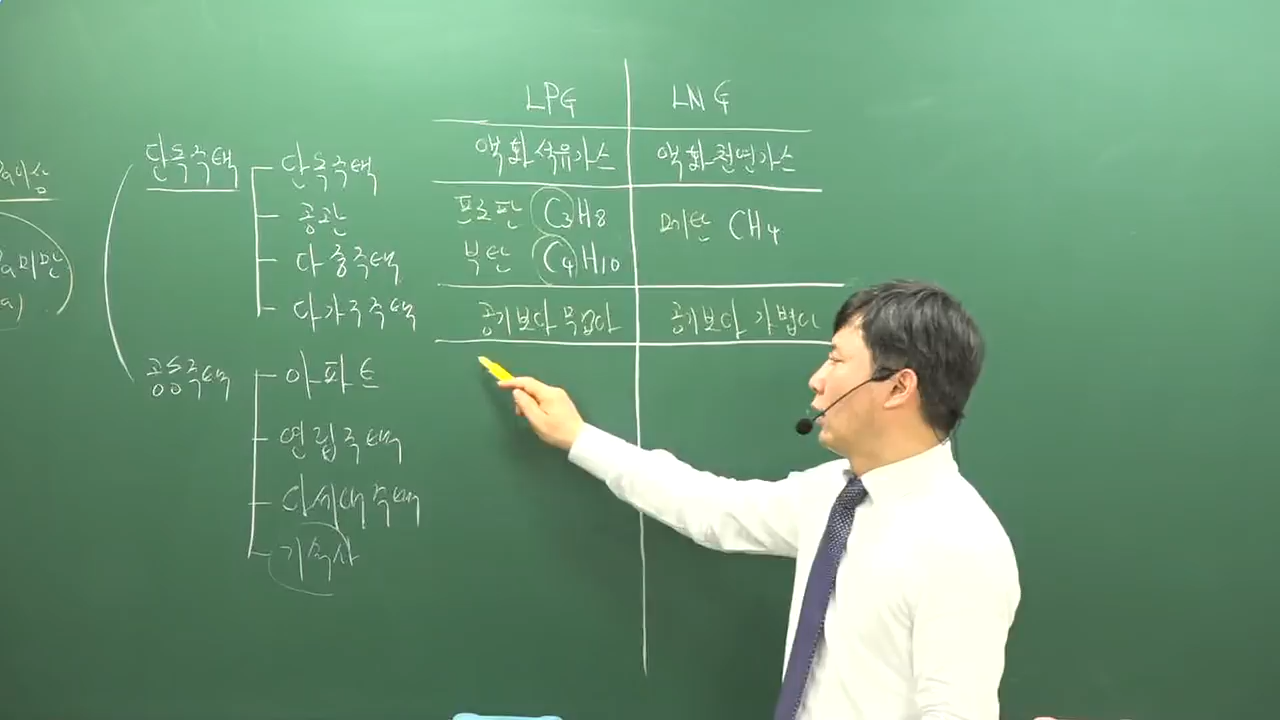 LPG LNG
액화석유가스 액화천연가스
프로판 C3H8 메탄 CH4
부탄 C4H10
공기보다 무겁다 공기보다 가볍다
단독주택
단독주택
공관
다중주택
다가구주택
공동주택
아파트
연립주택
다세대주택
기숙사
이상
미만
a)